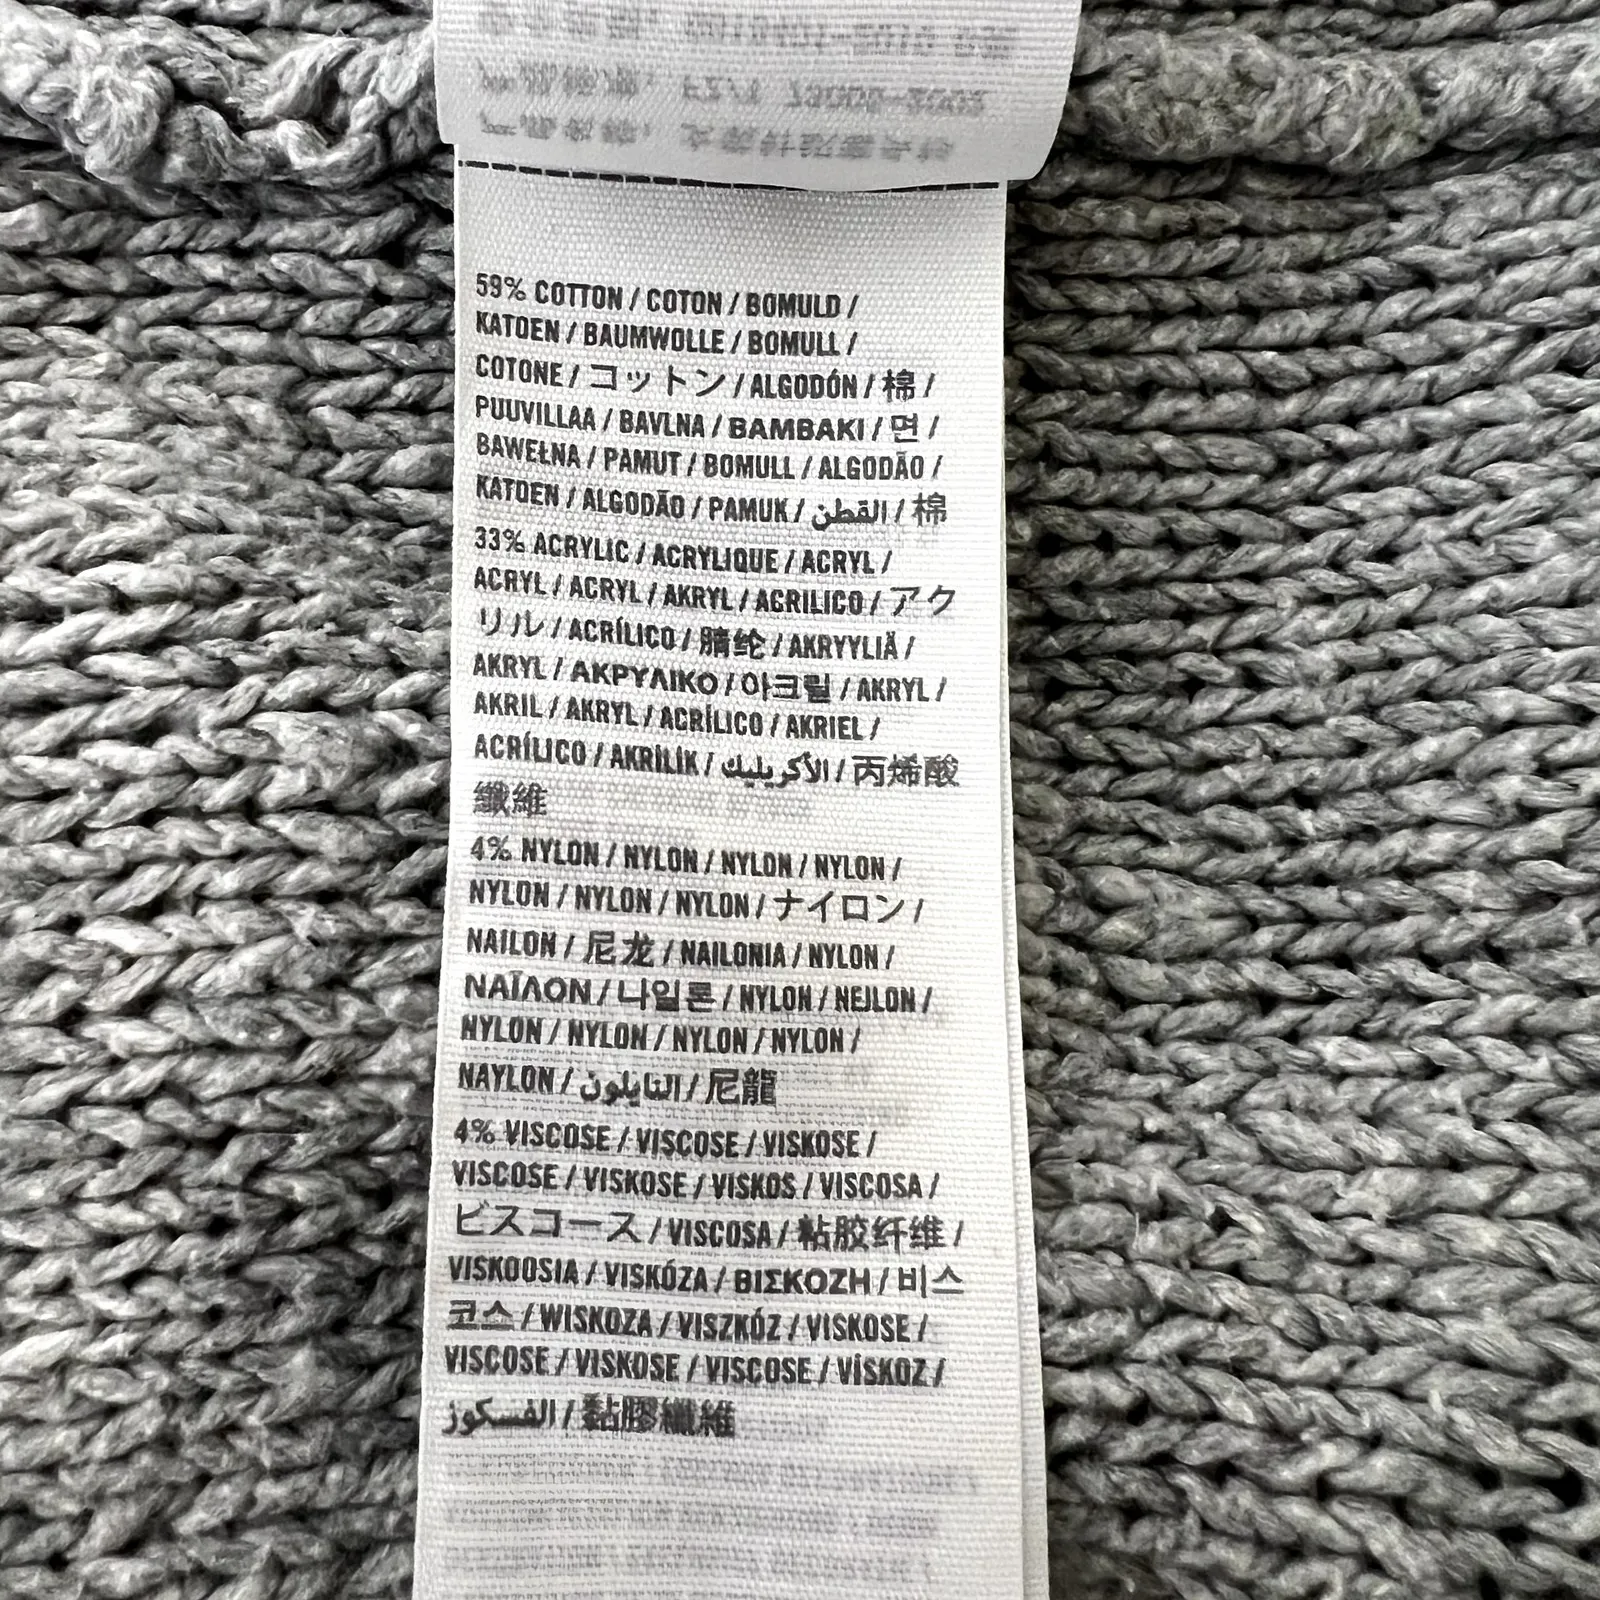 59% COTTON / COTON / BOMULD /
KATOEN / BAUMWOLLE / BOMULL /
COTONE / コットン / ALGODÓN / 棉 /
PUUVILLAA / BAVLNA / BAMBAKI / 면 /
BAWEŁNA / PAMUT / BOMULL / ALGODÃO /
KATOEN / ALGODÃO / PAMUK / القطن / 棉
33% ACRYLIC / ACRYLIQUE / ACRYL /
ACRYL / ACRYL / AKRYL / ACRILICO / アク
リル / ACRÍLICO / 腈纶 / AKRYYLIÄ /
AKRYL / ΑΚΡΥΛΙΚΟ / 아크릴 / AKRYL /
AKRIL / AKRYL / ACRÍLICO / AKRIEL /
ACRÍLICO / AKRİLİK / الأكريليك / 丙烯酸
纖維
4% NYLON / NYLON / NYLON / NYLON /
NYLON / NYLON / NYLON / ナイロン /
NAILON / 尼龙 / NAILONIA / NYLON /
ΝΑΪΛΟΝ / 나일론 / NYLON / NEJLON /
NYLON / NYLON / NYLON / NYLON /
NAYLON / النايلون / 尼龍
4% VISCOSE / VISCOSE / VISKOSE /
VISCOSE / VISKOSE / VISKOS / VISCOSA /
ビスコース / VISCOSA / 粘胶纤维 /
VISKOOSIA / VISKÓZA / ΒΙΣΚΟΖΗ / 비스
코스 / WISKOZA / VISZKÓZ / VISKOSE /
VISCOSE / VISKOSE / VISCOSE / VİSKOZ /
الفسكوز / 黏膠纖維